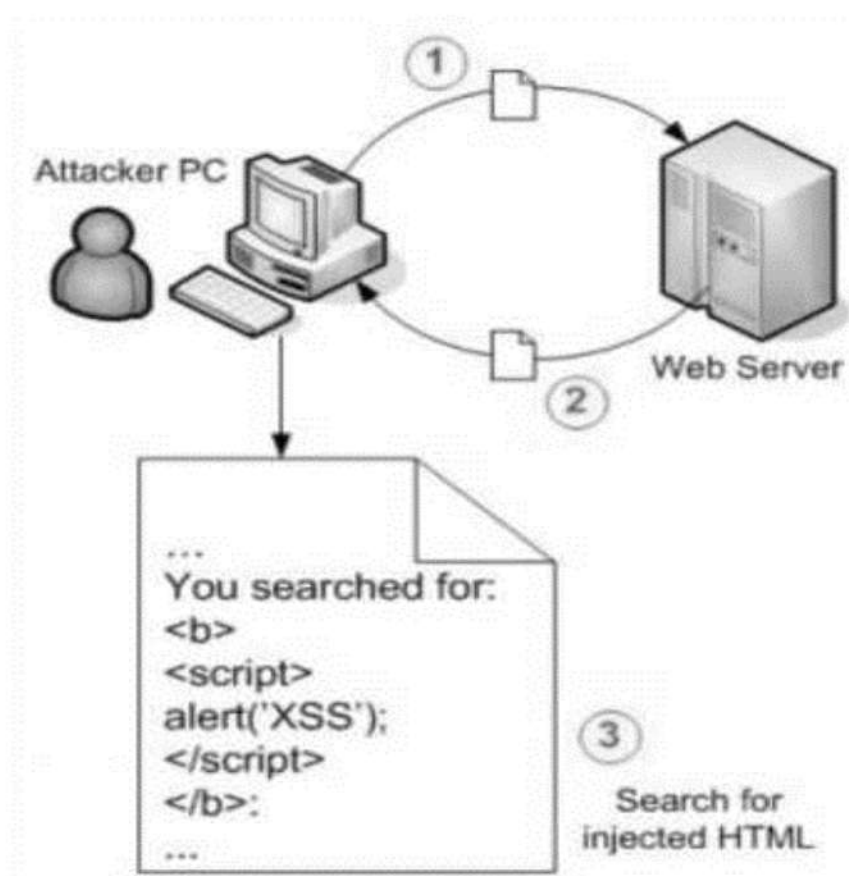 1
Attacker PC
Web Server
2
...
You searched for:
<b>
<script>
alert('XSS');
</script>
</b>:
...
3
Search for
injected HTML